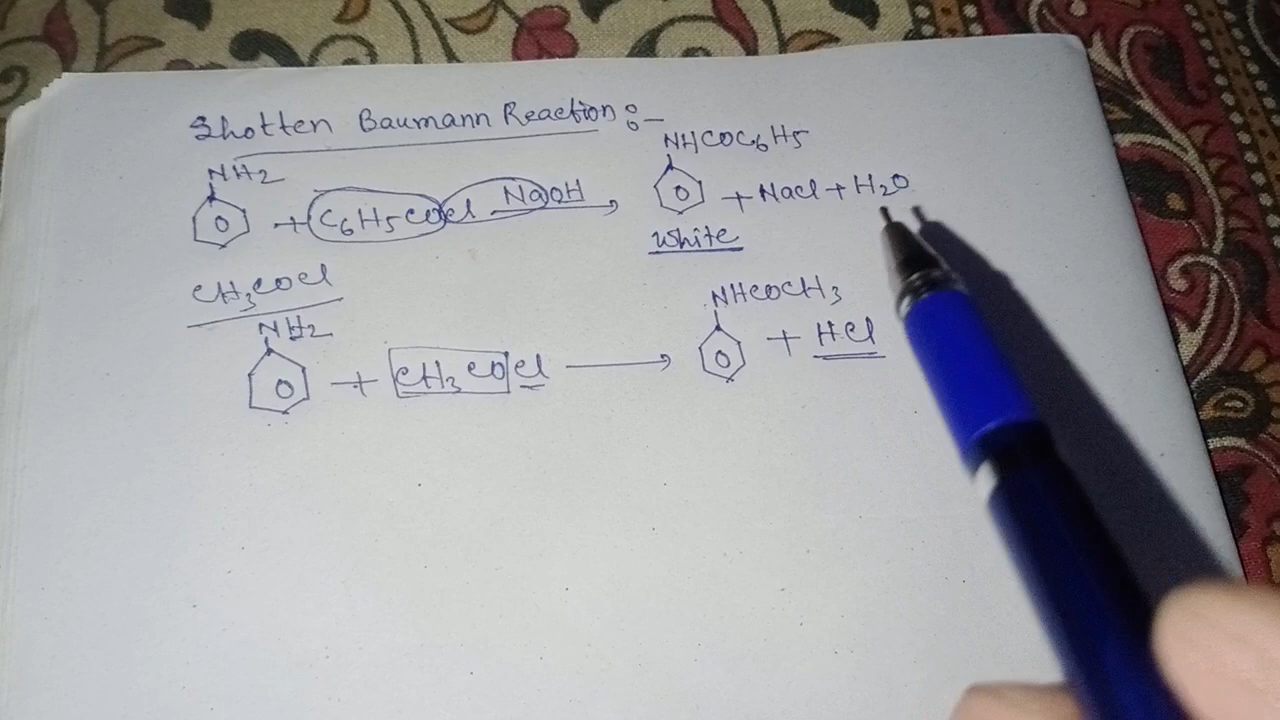 Shotten Baumann Reaction :-
NH2 NHCOC6H5
+ C6H5COCl NaOH → + NaCl + H2O
White
CH3COCl
NH2 NHCOCH3
+ CH3COCl → + HCl